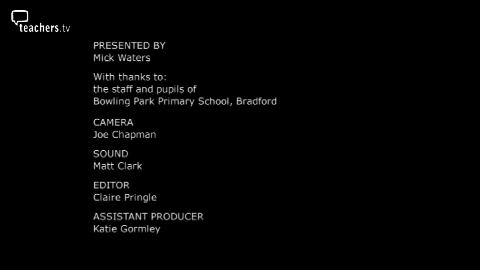 teachers.tv
PRESENTED BY
Mick Waters
With thanks to:
the staff and pupils of
Bowling Park Primary School, Bradford
CAMERA
Joe Chapman
SOUND
Matt Clark
EDITOR
Claire Pringle
ASSISTANT PRODUCER
Katie Gormley